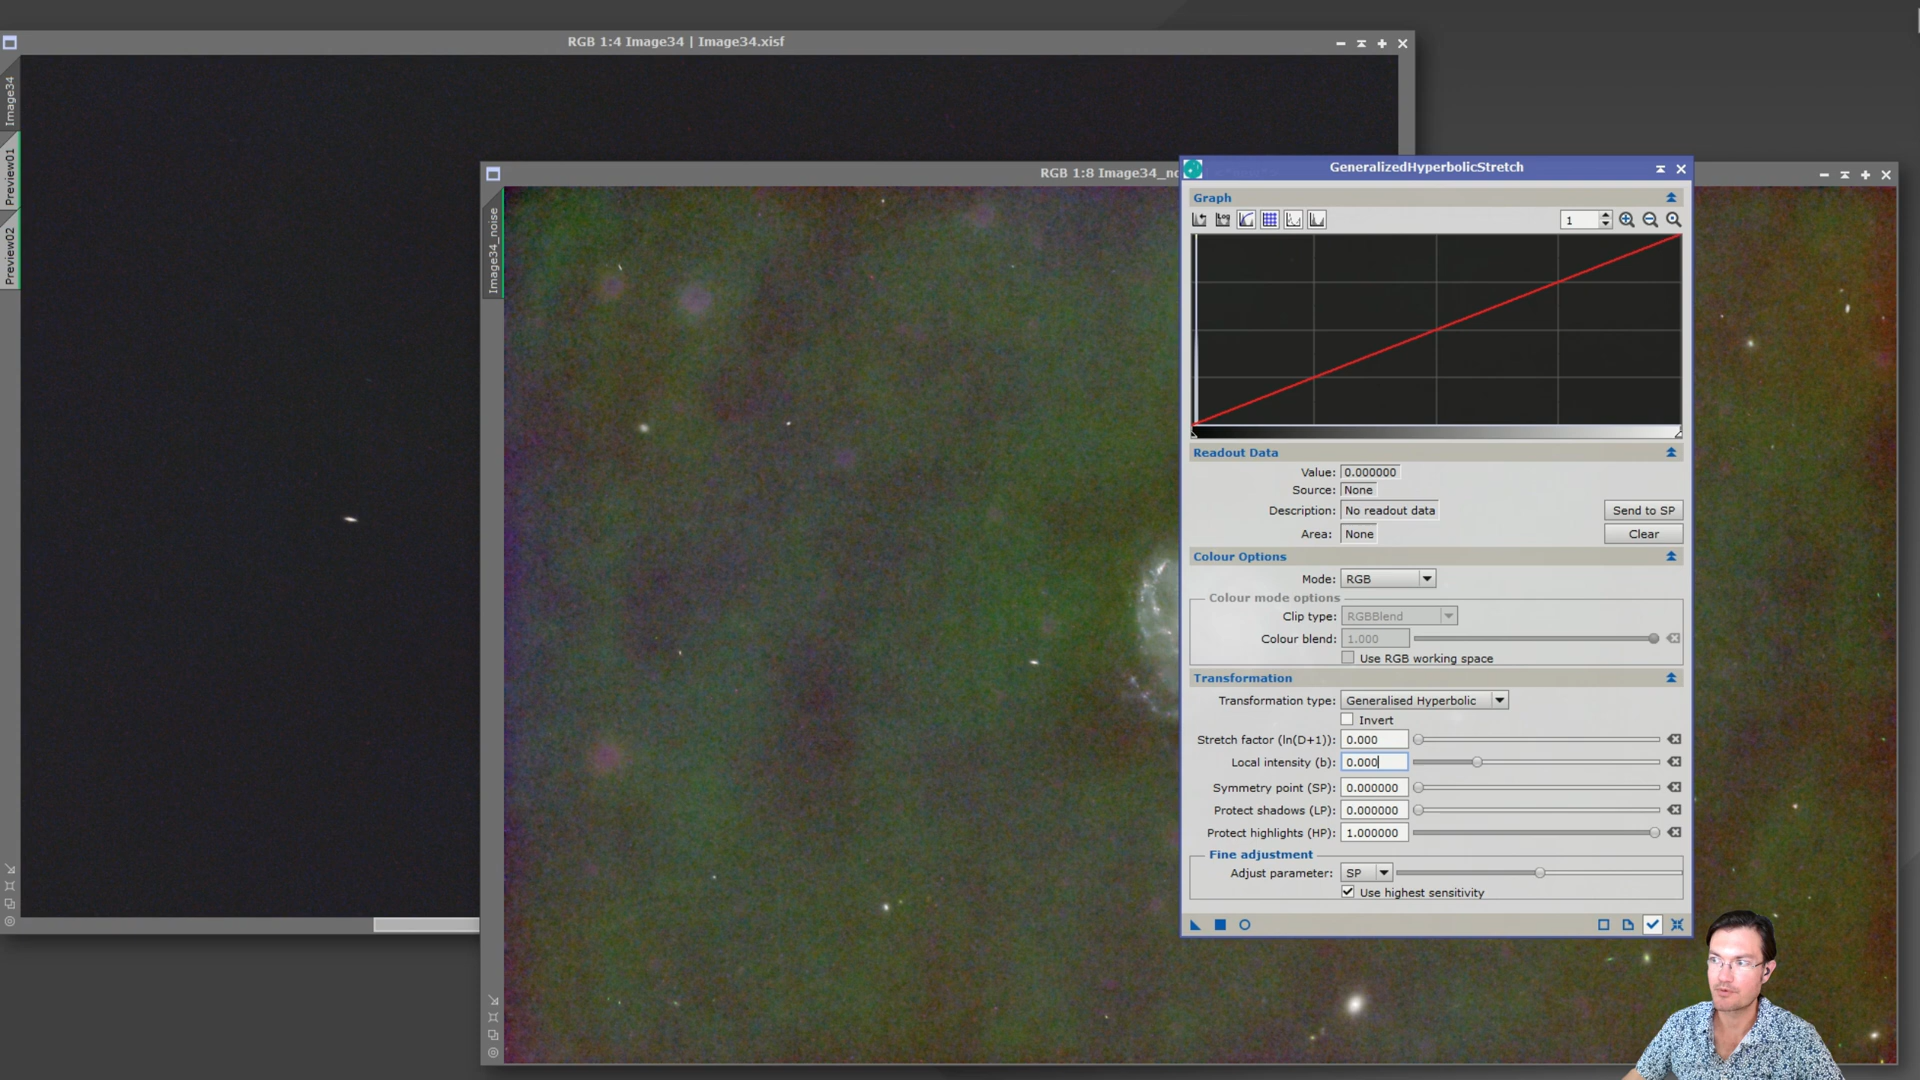 RGB 1:4 Image34 | Image34.xisf
Image34
Preview01
Preview02
RGB 1:8 Image34_no
Image34_noise
GeneralizedHyperbolicStretch
Graph
Log
1
Readout Data
Value: 0.000000
Source: None
Description: No readout data
Send to SP
Area: None
Clear
Colour Options
Mode: RGB
Colour mode options
Clip type: RGBBlend
Colour blend: 1.000
Use RGB working space
Transformation
Transformation type: Generalised Hyperbolic
Invert
Stretch factor (ln(D+1)): 0.000
Local intensity (b): 0.000
Symmetry point (SP): 0.000000
Protect shadows (LP): 0.000000
Protect highlights (HP): 1.000000
Fine adjustment
Adjust parameter: SP
Use highest sensitivity